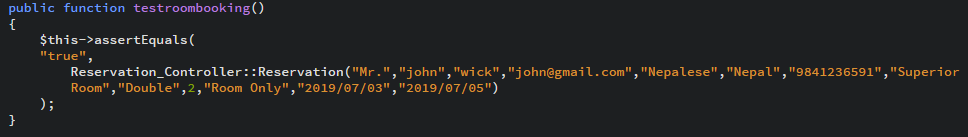 public function testroombooking()
{
$this->assertEquals(
"true",
Reservation_Controller::Reservation("Mr.","john","wick","john@gmail.com","Nepalese","Nepal","9841236591","Superior
Room","Double",2,"Room Only","2019/07/03","2019/07/05")
);
}